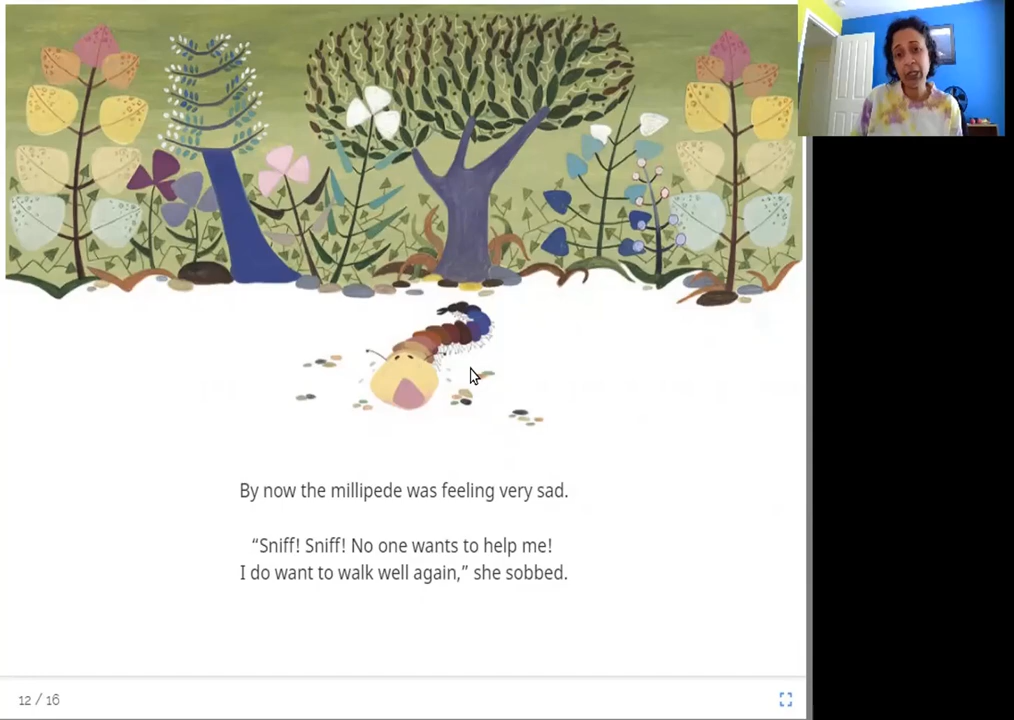 By now the millipede was feeling very sad.
“Sniff! Sniff! No one wants to help me!
I do want to walk well again,” she sobbed.
12 / 16